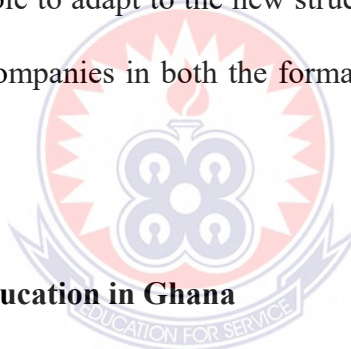 ble to adapt to the new struc
ompanies in both the forma
ucation in Ghana
EDUCATION FOR SERVICE